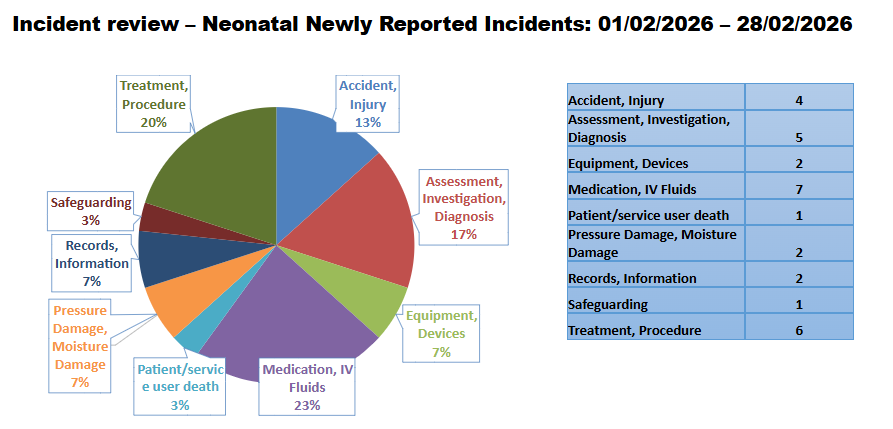 Incident review – Neonatal Newly Reported Incidents: 01/02/2026 – 28/02/2026
Treatment,
Procedure
20%
Accident,
Injury
13%
Assessment,
Investigation,
Diagnosis
17%
Safeguarding
3%
Records,
Information
7%
Pressure
Damage,
Moisture
Damage
7%
Equipment,
Devices
7%
Patient/servic
e user death
3%
Medication, IV
Fluids
23%
Accident, Injury 4
Assessment, Investigation,
Diagnosis 5
Equipment, Devices 2
Medication, IV Fluids 7
Patient/service user death 1
Pressure Damage, Moisture
Damage 2
Records, Information 2
Safeguarding 1
Treatment, Procedure 6